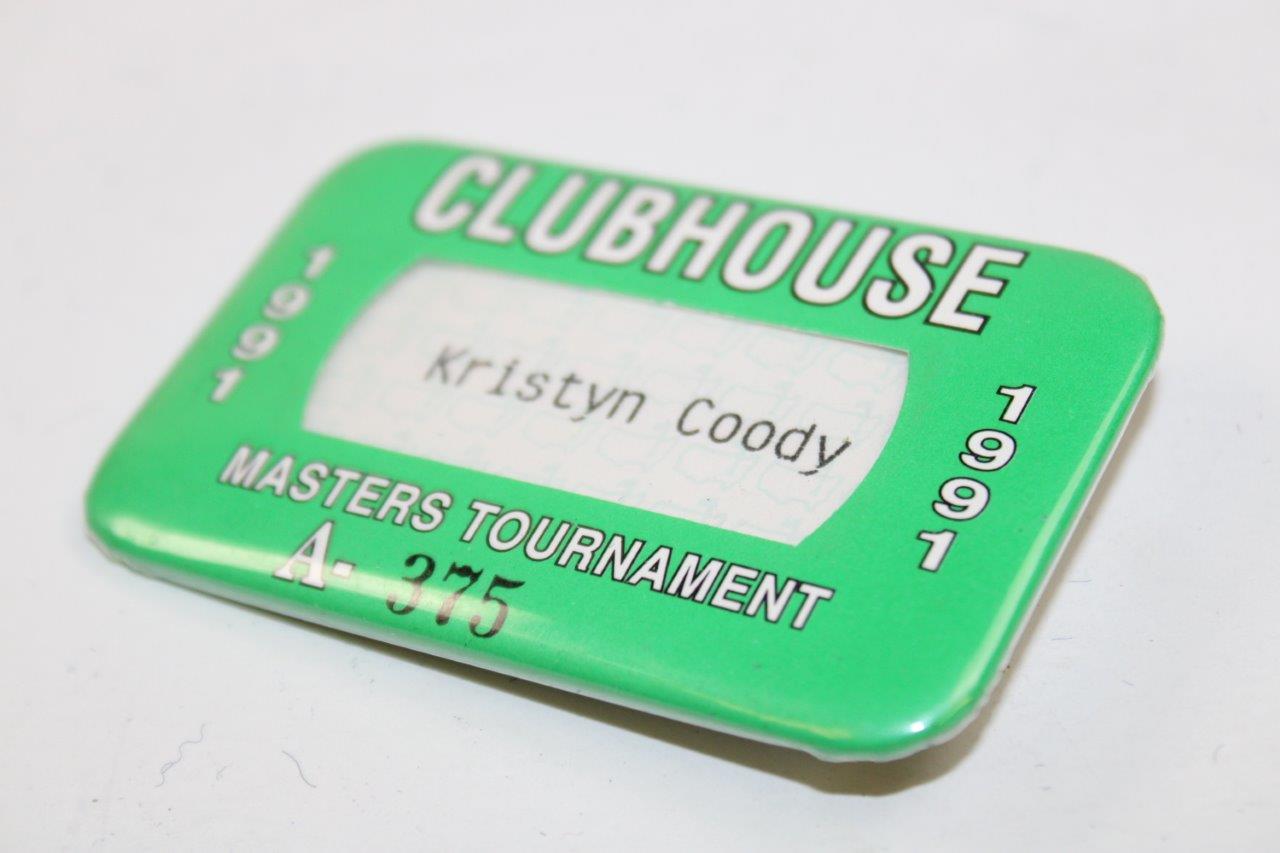 CLUBHOUSE
1991
Kristyn Coody
1991
MASTERS TOURNAMENT
A- 375